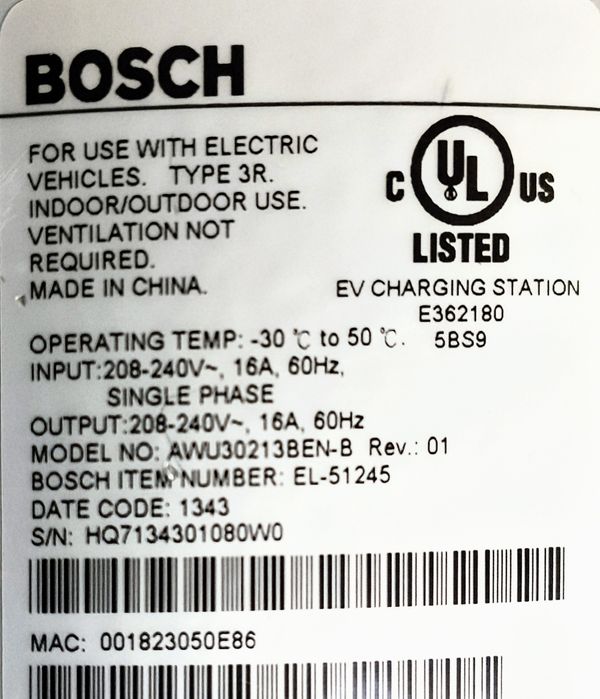 BOSCH
FOR USE WITH ELECTRIC
VEHICLES. TYPE 3R.
INDOOR/OUTDOOR USE.
VENTILATION NOT
REQUIRED.
MADE IN CHINA.
C UL US
LISTED
EV CHARGING STATION
E362180
5BS9
OPERATING TEMP: -30 ℃ to 50 ℃.
INPUT:208-240V~, 16A, 60Hz,
SINGLE PHASE
OUTPUT:208-240V~, 16A, 60Hz
MODEL NO: AWU30213BEN-B Rev.: 01
BOSCH ITEM NUMBER: EL-51245
DATE CODE: 1343
S/N: HQ7134301080W0
MAC: 001823050E86